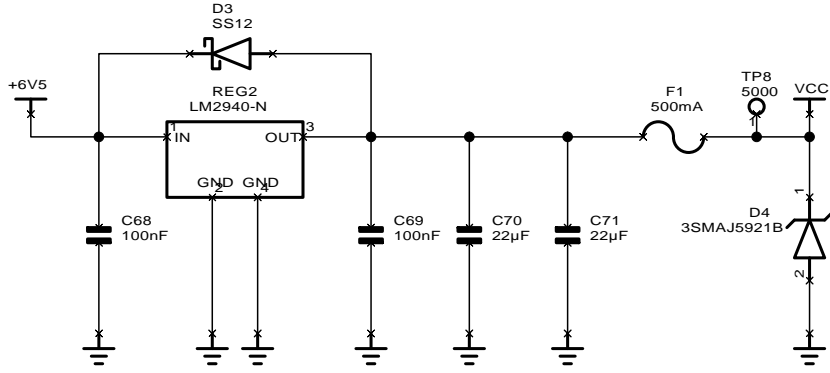 D3
SS12
+6V5
REG2
LM2940-N
1
IN
OUT
3
GND
2
GND
4
F1
500mA
TP8
5000
1
VCC
C68
100nF
C69
100nF
C70
22µF
C71
22µF
1
D4
3SMAJ5921B
2